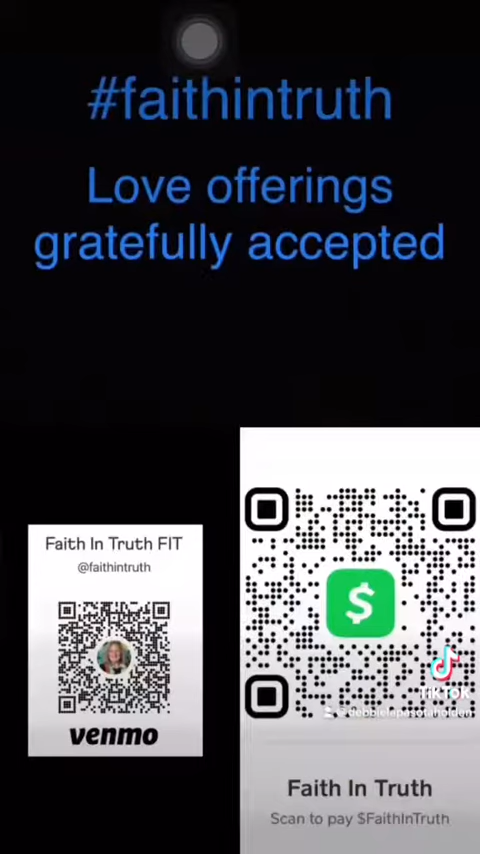 #faithintruth
Love offerings
gratefully accepted
Faith In Truth FIT
@faithintruth
venmo
$
TikTok
@debbielapasotaholden
Faith In Truth
Scan to pay $FaithInTruth